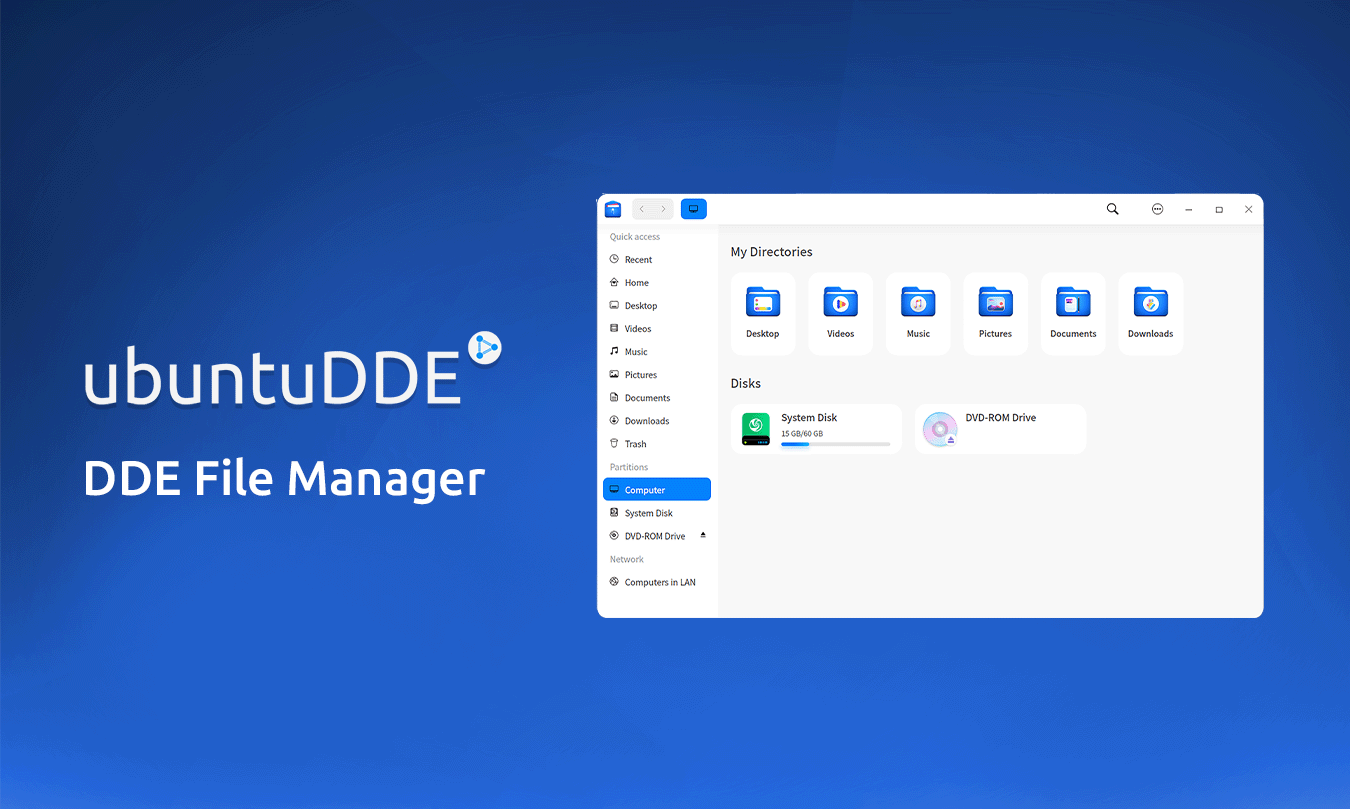 ubuntuDDE
DDE File Manager
Quick access
Recent
Home
Desktop
Videos
Music
Pictures
Documents
Downloads
Trash
Partitions
Computer
System Disk
DVD-ROM Drive
Network
Computers in LAN
My Directories
Desktop
Videos
Music
Pictures
Documents
Downloads
Disks
System Disk
15 GB/60 GB
DVD-ROM Drive